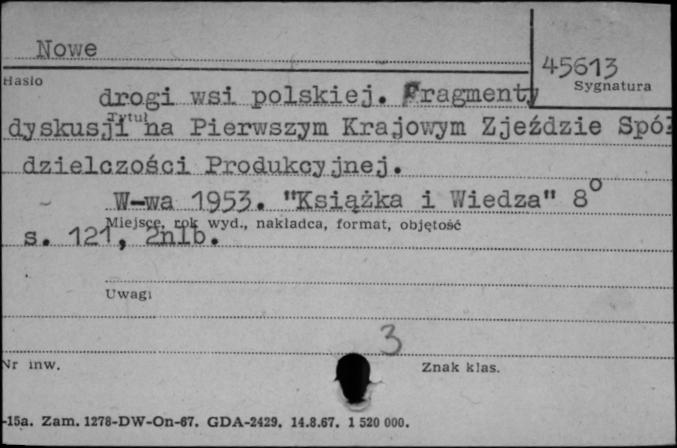 Nowe
45613
Hasło
Sygnatura
drogi wsi polskiej. Fragmenty
Tytuł
dyskusji na Pierwszym Krajowym Zjeździe Spół
dzielczości Produkcyjnej.
W-wa 1953. "Książka i Wiedza" 8°
Miejsce, rok wyd., nakładca, format, objętość
s. 121, 2nlb.
Uwagi
3
Nr inw.
Znak klas.
-15a. Zam. 1278-DW-On-67. GDA-2429. 14.8.67. 1 520 000.